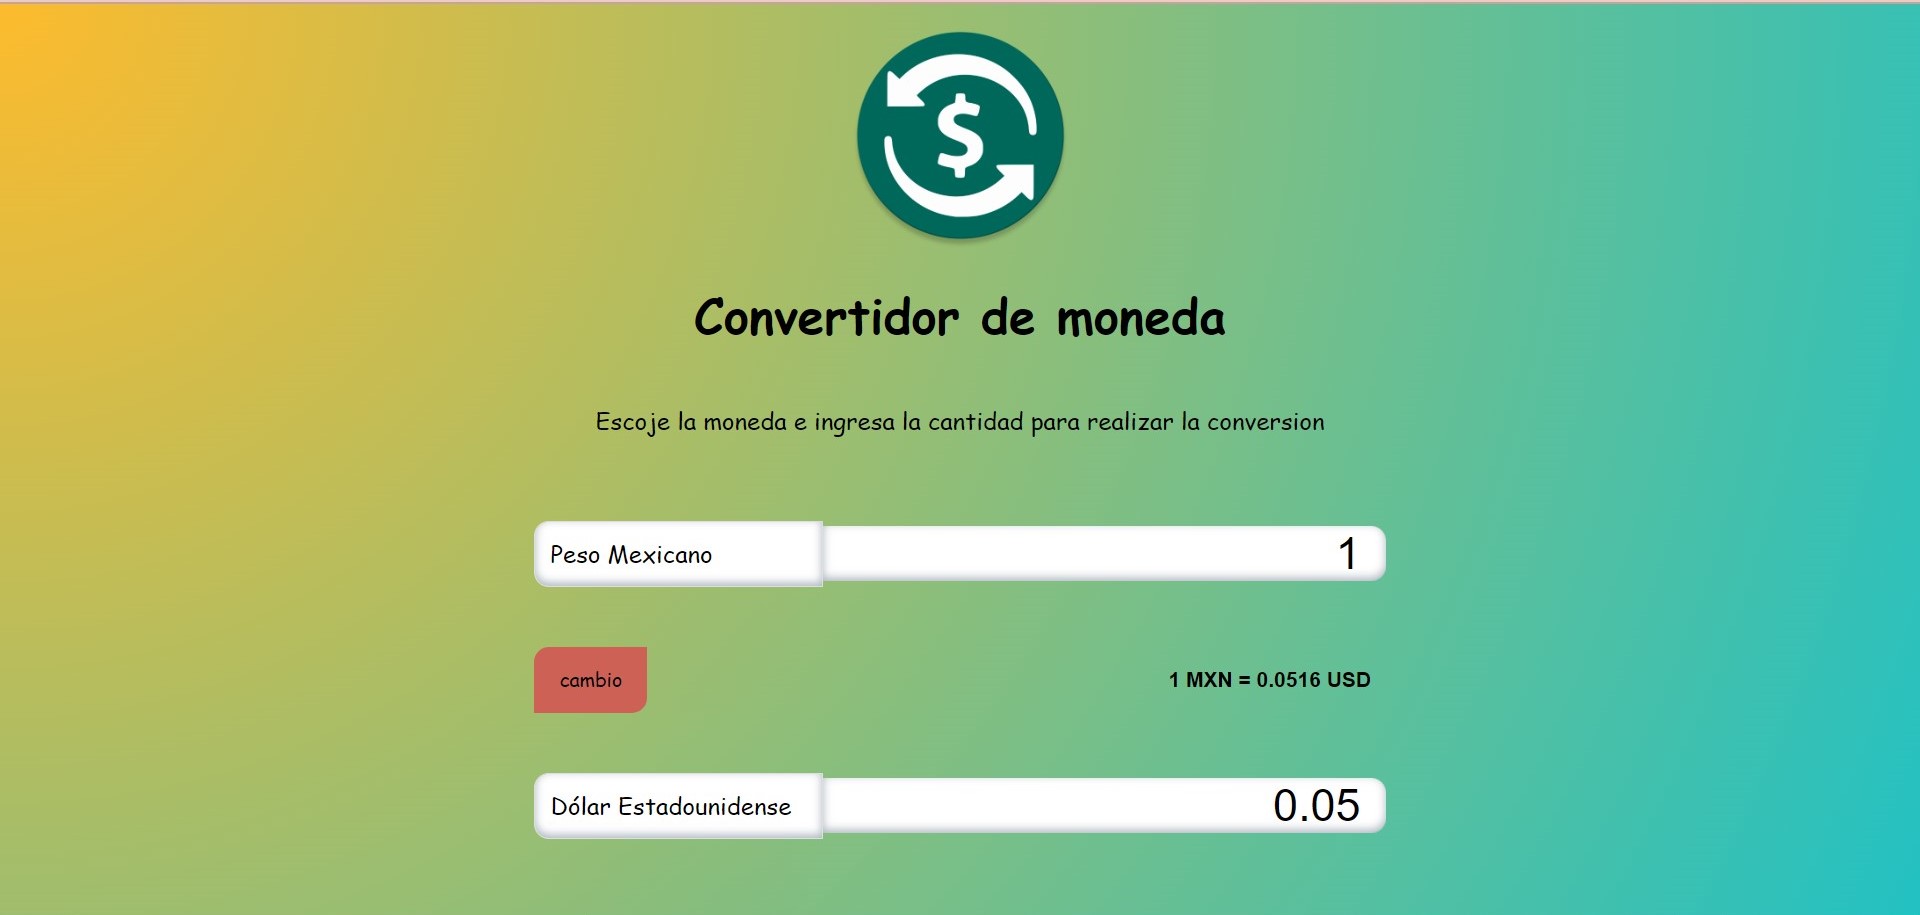 $
Convertidor de moneda
Escoje la moneda e ingresa la cantidad para realizar la conversion
Peso Mexicano 1
cambio 1 MXN = 0.0516 USD
Dólar Estadounidense 0.05